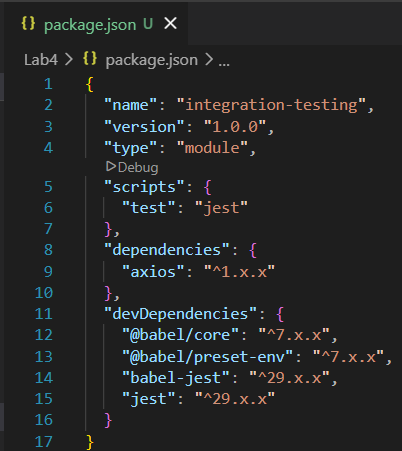 {} package.json U ×
Lab4 > {} package.json > ...
1 {
2 "name": "integration-testing",
3 "version": "1.0.0",
4 "type": "module",
Debug
5 "scripts": {
6 "test": "jest"
7 },
8 "dependencies": {
9 "axios": "^1.x.x"
10 },
11 "devDependencies": {
12 "@babel/core": "^7.x.x",
13 "@babel/preset-env": "^7.x.x",
14 "babel-jest": "^29.x.x",
15 "jest": "^29.x.x"
16 }
17 }